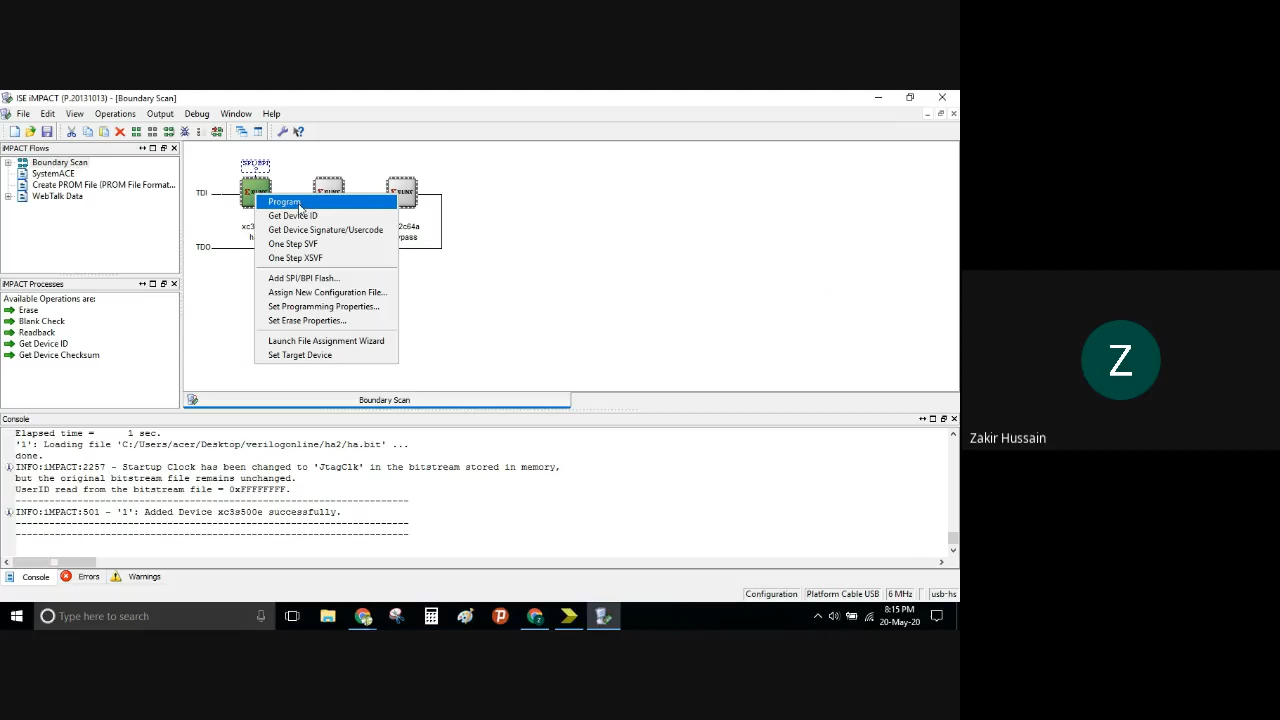 ISE iMPACT (P.20131013) - [Boundary Scan]
File Edit View Operations Output Debug Window Help
iMPACT Flows
Boundary Scan
SystemACE
Create PROM File (PROM File Format...
WebTalk Data
iMPACT Processes
Available Operations are:
Erase
Blank Check
Readback
Get Device ID
Get Device Checksum
SPI/BPI
TDI
TDO
xc3
2c64a
ypass
Program
Get Device ID
Get Device Signature/Usercode
One Step SVF
One Step XSVF
Add SPI/BPI Flash...
Assign New Configuration File...
Set Programming Properties...
Set Erase Properties...
Launch File Assignment Wizard
Set Target Device
Boundary Scan
Console
Elapsed time = 1 sec.
'1': Loading file 'C:/Users/acer/Desktop/verilogonline/ha2/ha.bit' ...
done.
INFO:iMPACT:2257 - Startup Clock has been changed to 'JtagClk' in the bitstream stored in memory,
but the original bitstream file remains unchanged.
UserID read from the bitstream file = 0xFFFFFFFF.
----------------------------------------------------------------------
INFO:iMPACT:501 - '1': Added Device xc3s500e successfully.
----------------------------------------------------------------------
----------------------------------------------------------------------
Console Errors Warnings
Configuration Platform Cable USB 6 MHz usb-hs
Type here to search
8:15 PM
20-May-20
Z
Zakir Hussain